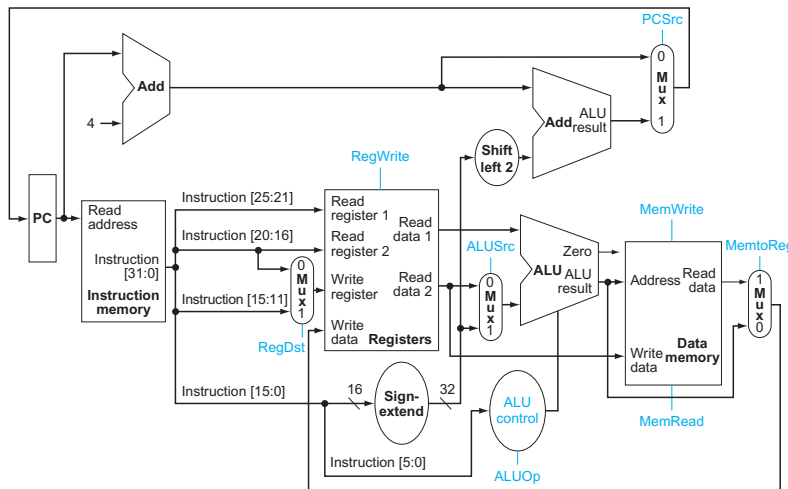 PCSrc
0
Mux
1
Add
4
Add
ALU
result
Shift
left 2
RegWrite
PC
Read
address
Instruction
[31:0]
Instruction
memory
Instruction [25:21]
Instruction [20:16]
Instruction [15:11]
Instruction [15:0]
Instruction [5:0]
0
Mux
1
RegDst
Read
register 1
Read
register 2
Write
register
Write
data
Read
data 1
Read
data 2
Registers
16
Sign-
extend
32
ALUSrc
0
Mux
1
Zero
ALU
ALU
result
ALU
control
ALUOp
MemWrite
Address
Read
data
Write
data
Data
memory
MemRead
MemtoReg
1
Mux
0